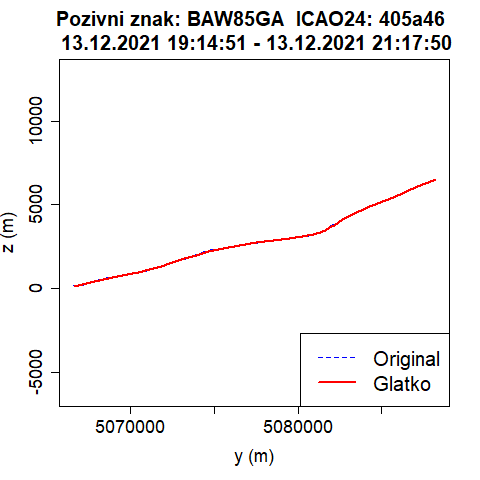 Pozivni znak: BAW85GA  ICAO24: 405a46
13.12.2021 19:14:51 - 13.12.2021 21:17:50
10000
5000
0
-5000
z (m)
Original
Glatko
5070000
5080000
y (m)